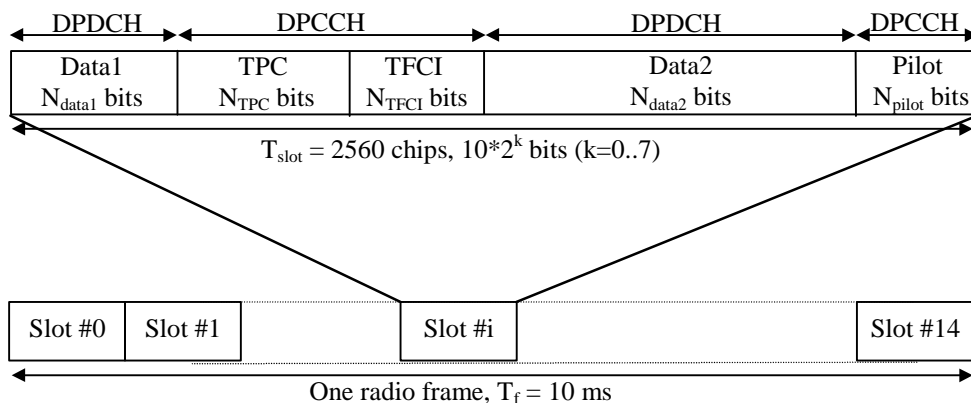 DPDCH DPCCH DPDCH DPCCH
Data1 TPC TFCI Data2 Pilot
N_data1 bits N_TPC bits N_TFCI bits N_data2 bits N_pilot bits
T_slot = 2560 chips, 10*2^k bits (k=0..7)
Slot #0 Slot #1 Slot #i Slot #14
One radio frame, T_f = 10 ms